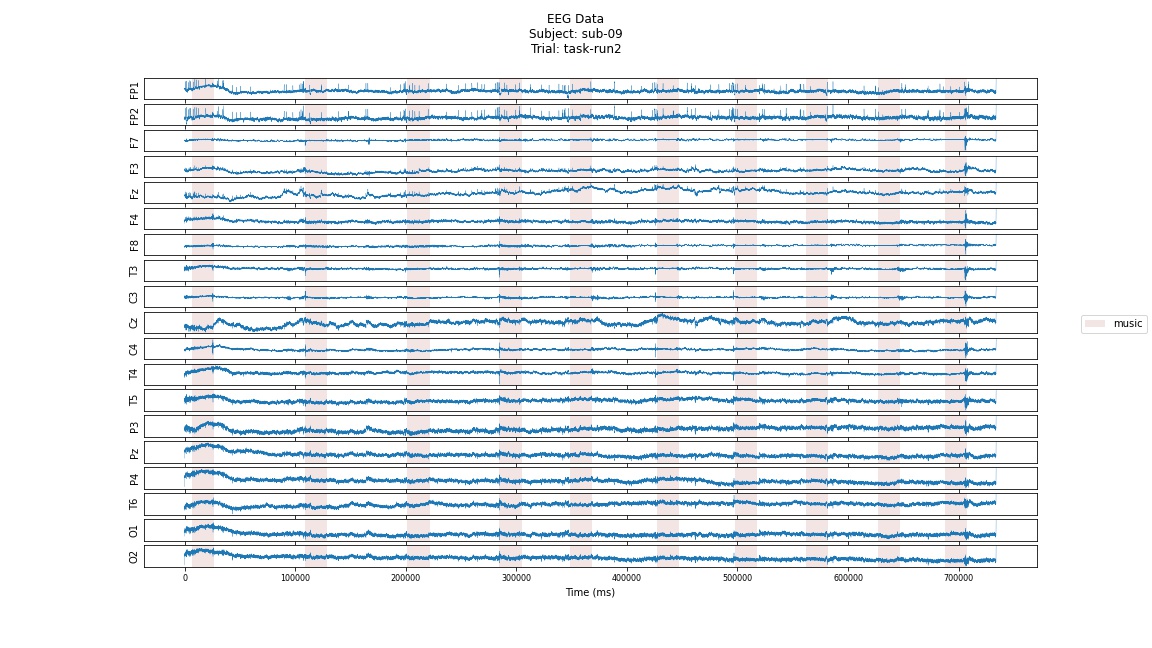 EEG Data
Subject: sub-09
Trial: task-run2
FP1
FP2
F7
F3
Fz
F4
F8
T3
C3
Cz
C4
T4
T5
P3
Pz
P4
T6
O1
O2
music
0 100000 200000 300000 400000 500000 600000 700000
Time (ms)